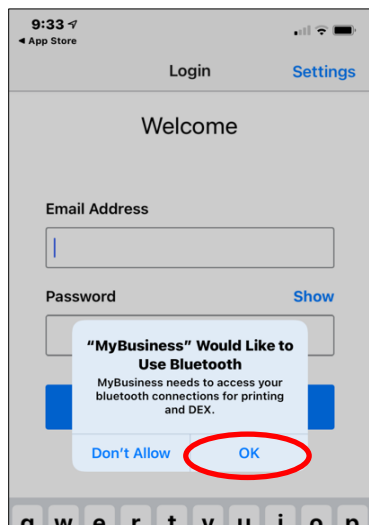 9:33
◀ App Store
Login Settings
Welcome
Email Address
Password Show
“MyBusiness” Would Like to
Use Bluetooth
MyBusiness needs to access your
bluetooth connections for printing
and DEX.
Don’t Allow OK
q w e r t y u i o p